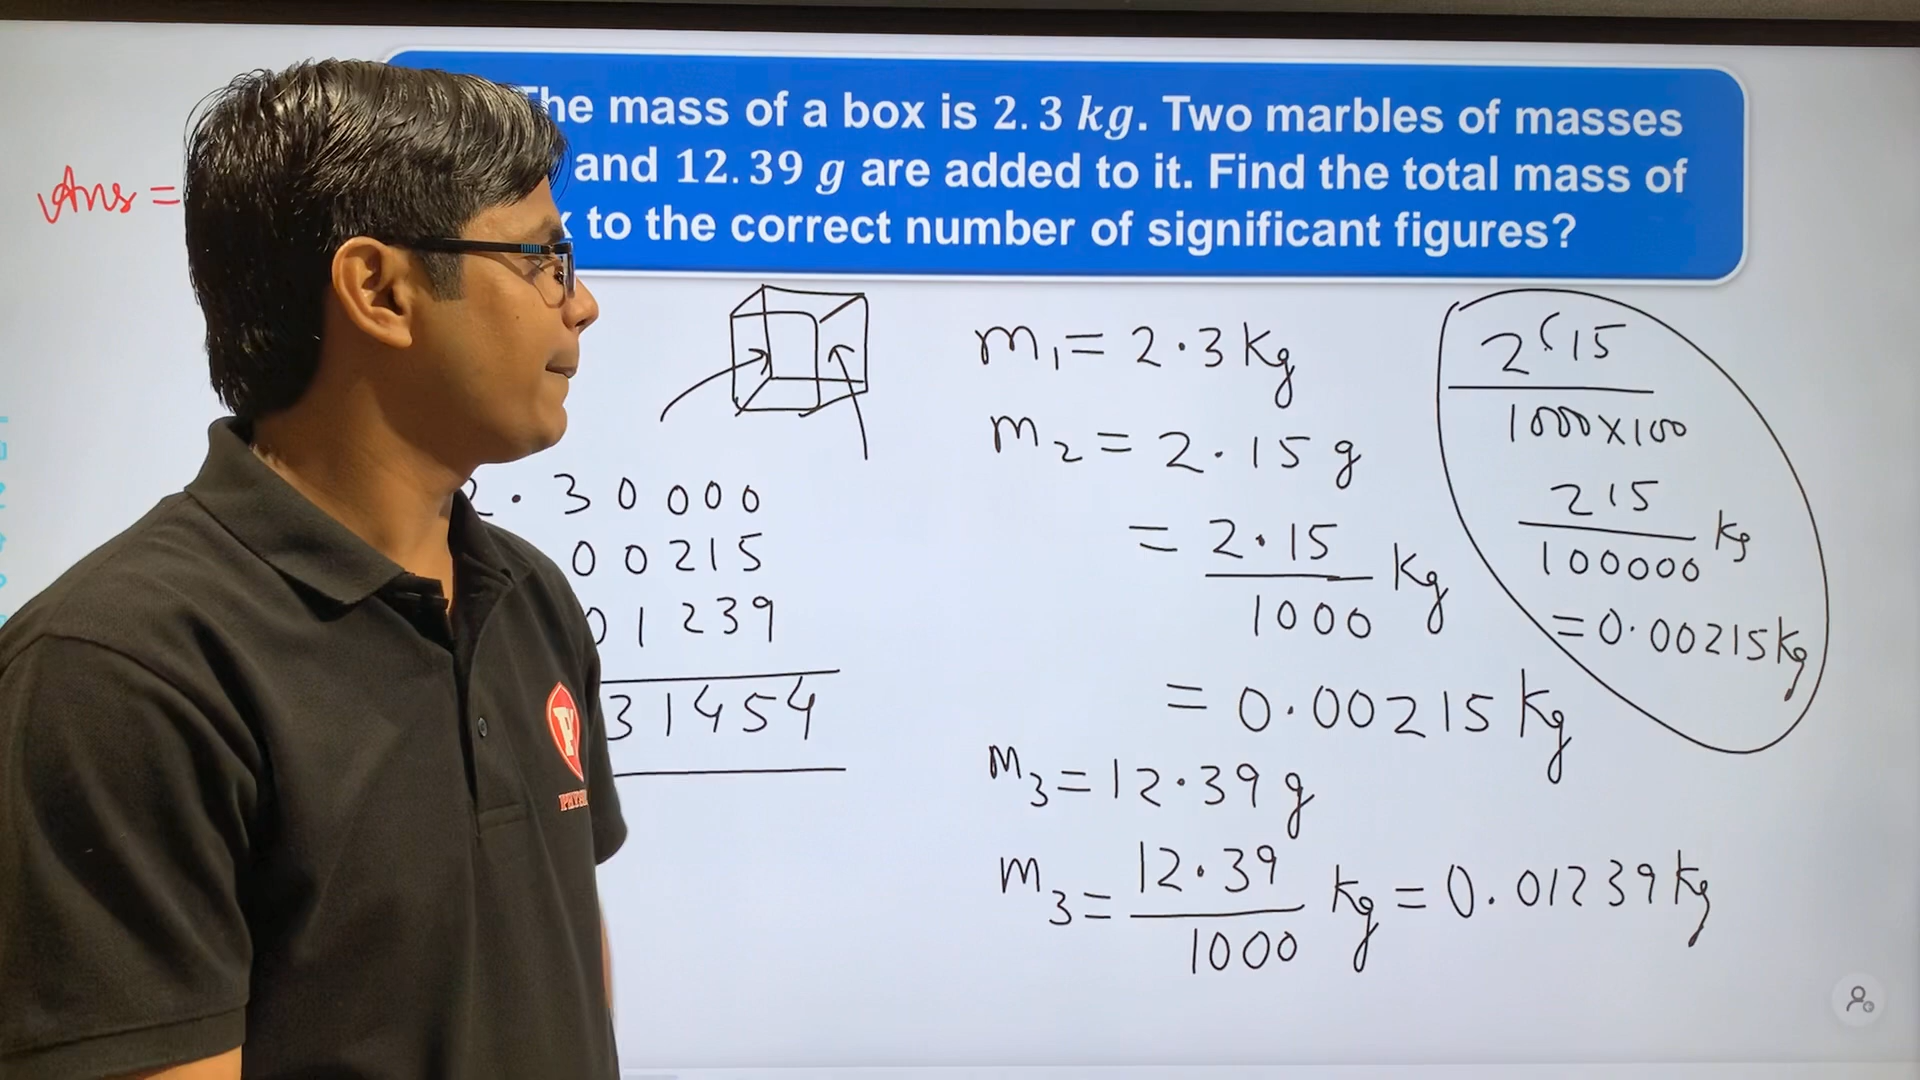 The mass of a box is 2.3 kg. Two marbles of masses
and 12.39 g are added to it. Find the total mass of
to the correct number of significant figures?
Ans =
m₁ = 2.3 kg
m₂ = 2.15 g
= 2.15/1000 kg
= 0.00215 kg
m₃ = 12.39 g
m₃ = 12.39/1000 kg = 0.01239 kg
2.15
1000×100
215/100000 kg
= 0.00215 kg
2.30000
00215
01239
31454